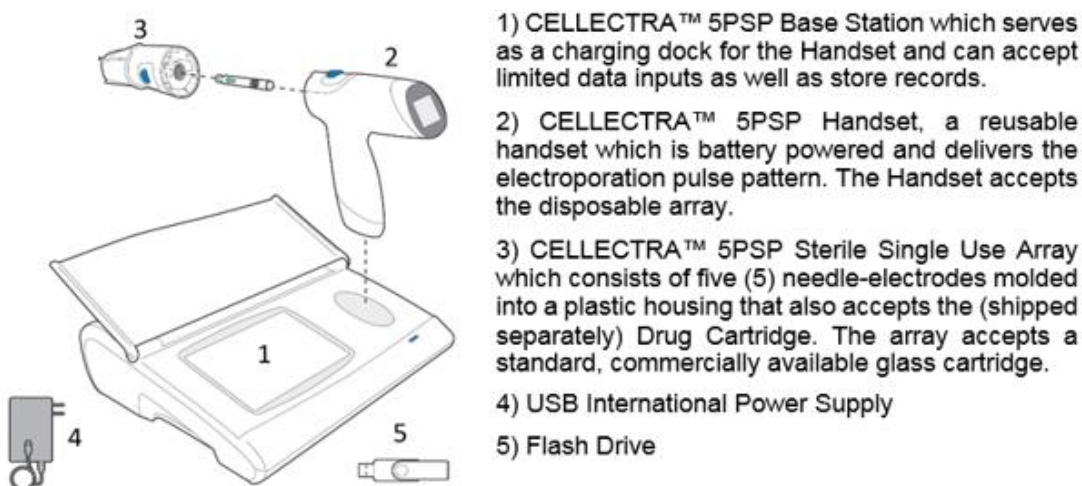 3
2
1
4
5
1) CELLECTRA™ 5PSP Base Station which serves
as a charging dock for the Handset and can accept
limited data inputs as well as store records.
2) CELLECTRA™ 5PSP Handset, a reusable
handset which is battery powered and delivers the
electroporation pulse pattern. The Handset accepts
the disposable array.
3) CELLECTRA™ 5PSP Sterile Single Use Array
which consists of five (5) needle-electrodes molded
into a plastic housing that also accepts the (shipped
separately) Drug Cartridge. The array accepts a
standard, commercially available glass cartridge.
4) USB International Power Supply
5) Flash Drive